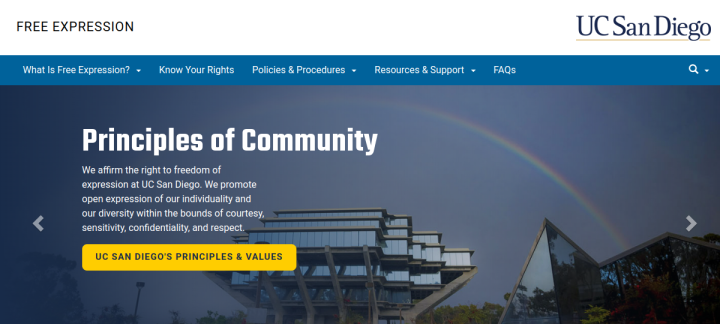 FREE EXPRESSION
UC San Diego
What Is Free Expression?
Know Your Rights
Policies & Procedures
Resources & Support
FAQs
Principles of Community
We affirm the right to freedom of
expression at UC San Diego. We promote
open expression of our individuality and
our diversity within the bounds of courtesy,
sensitivity, confidentiality, and respect.
UC SAN DIEGO'S PRINCIPLES & VALUES